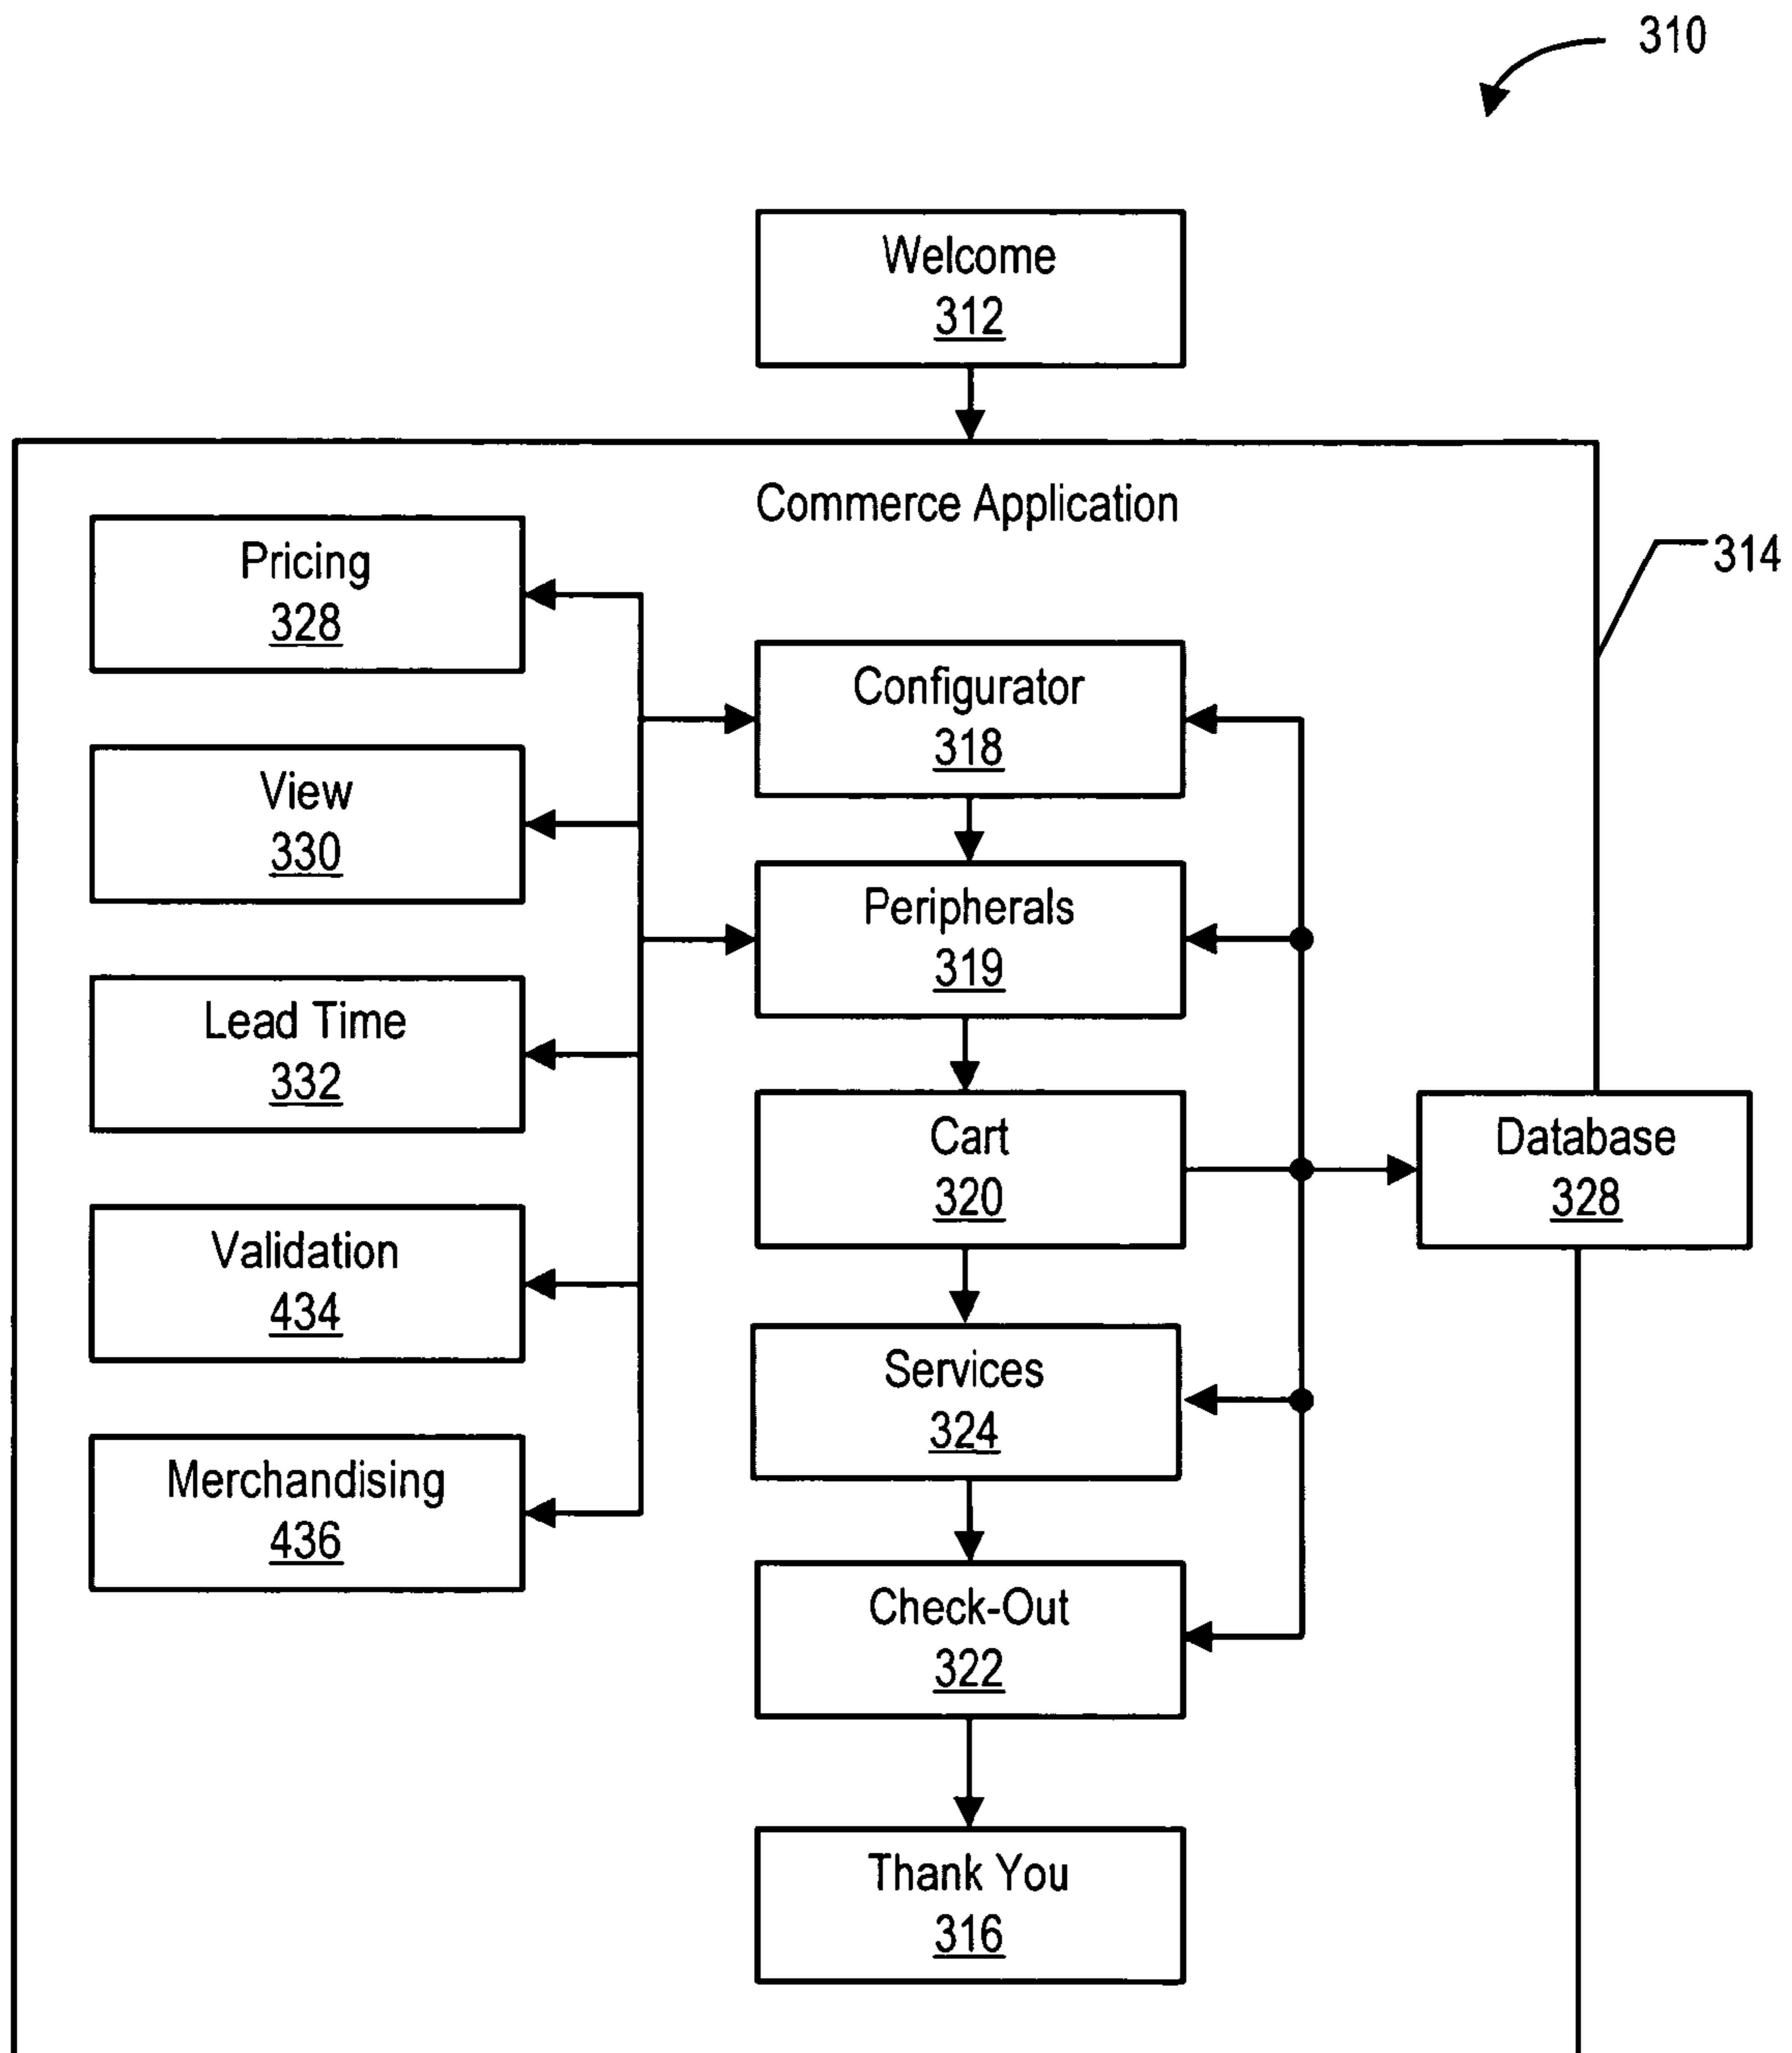 310
Welcome
312
Commerce Application
314
Pricing
328
Configurator
318
View
330
Peripherals
319
Lead Time
332
Cart
320
Database
328
Validation
434
Services
324
Merchandising
436
Check-Out
322
Thank You
316